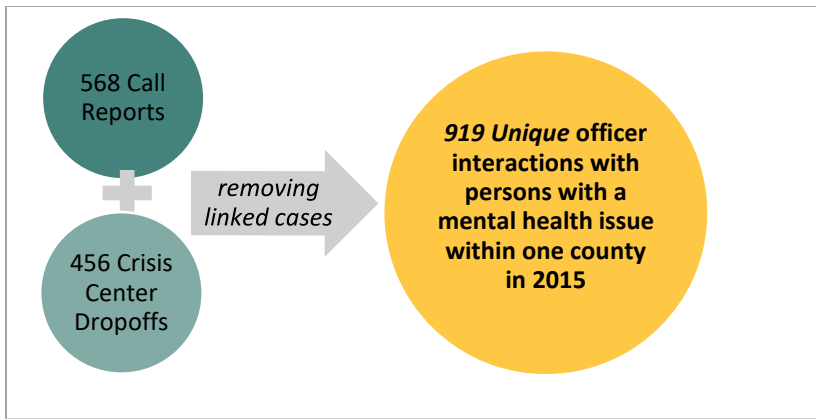 568 Call
Reports
removing
linked cases
456 Crisis
Center
Dropoffs
919 Unique officer
interactions with
persons with a
mental health issue
within one county
in 2015